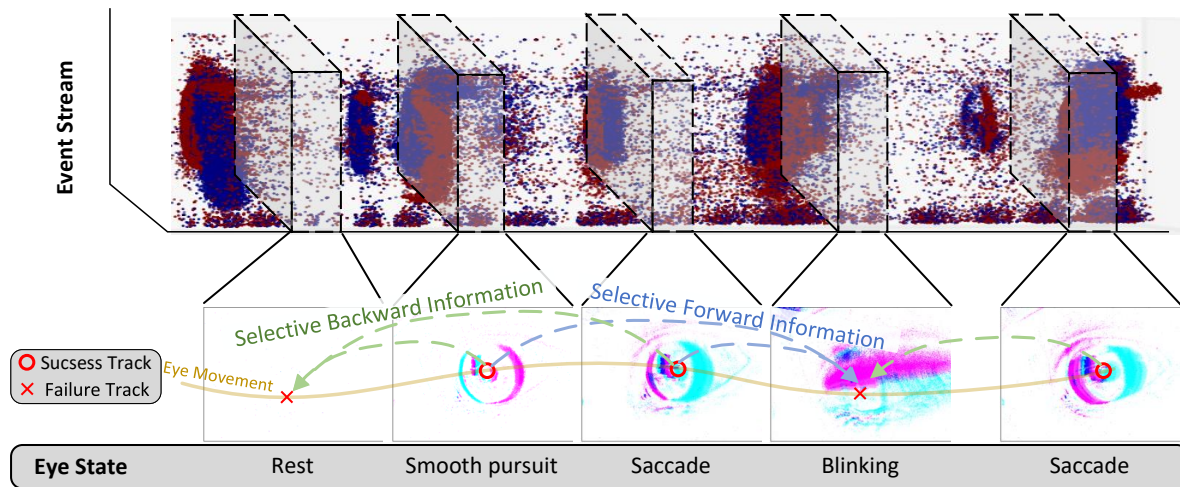 Event Stream
Selective Backward Information
Selective Forward Information
Sucsess Track
Failure Track
Eye Movement
Eye State
Rest
Smooth pursuit
Saccade
Blinking
Saccade